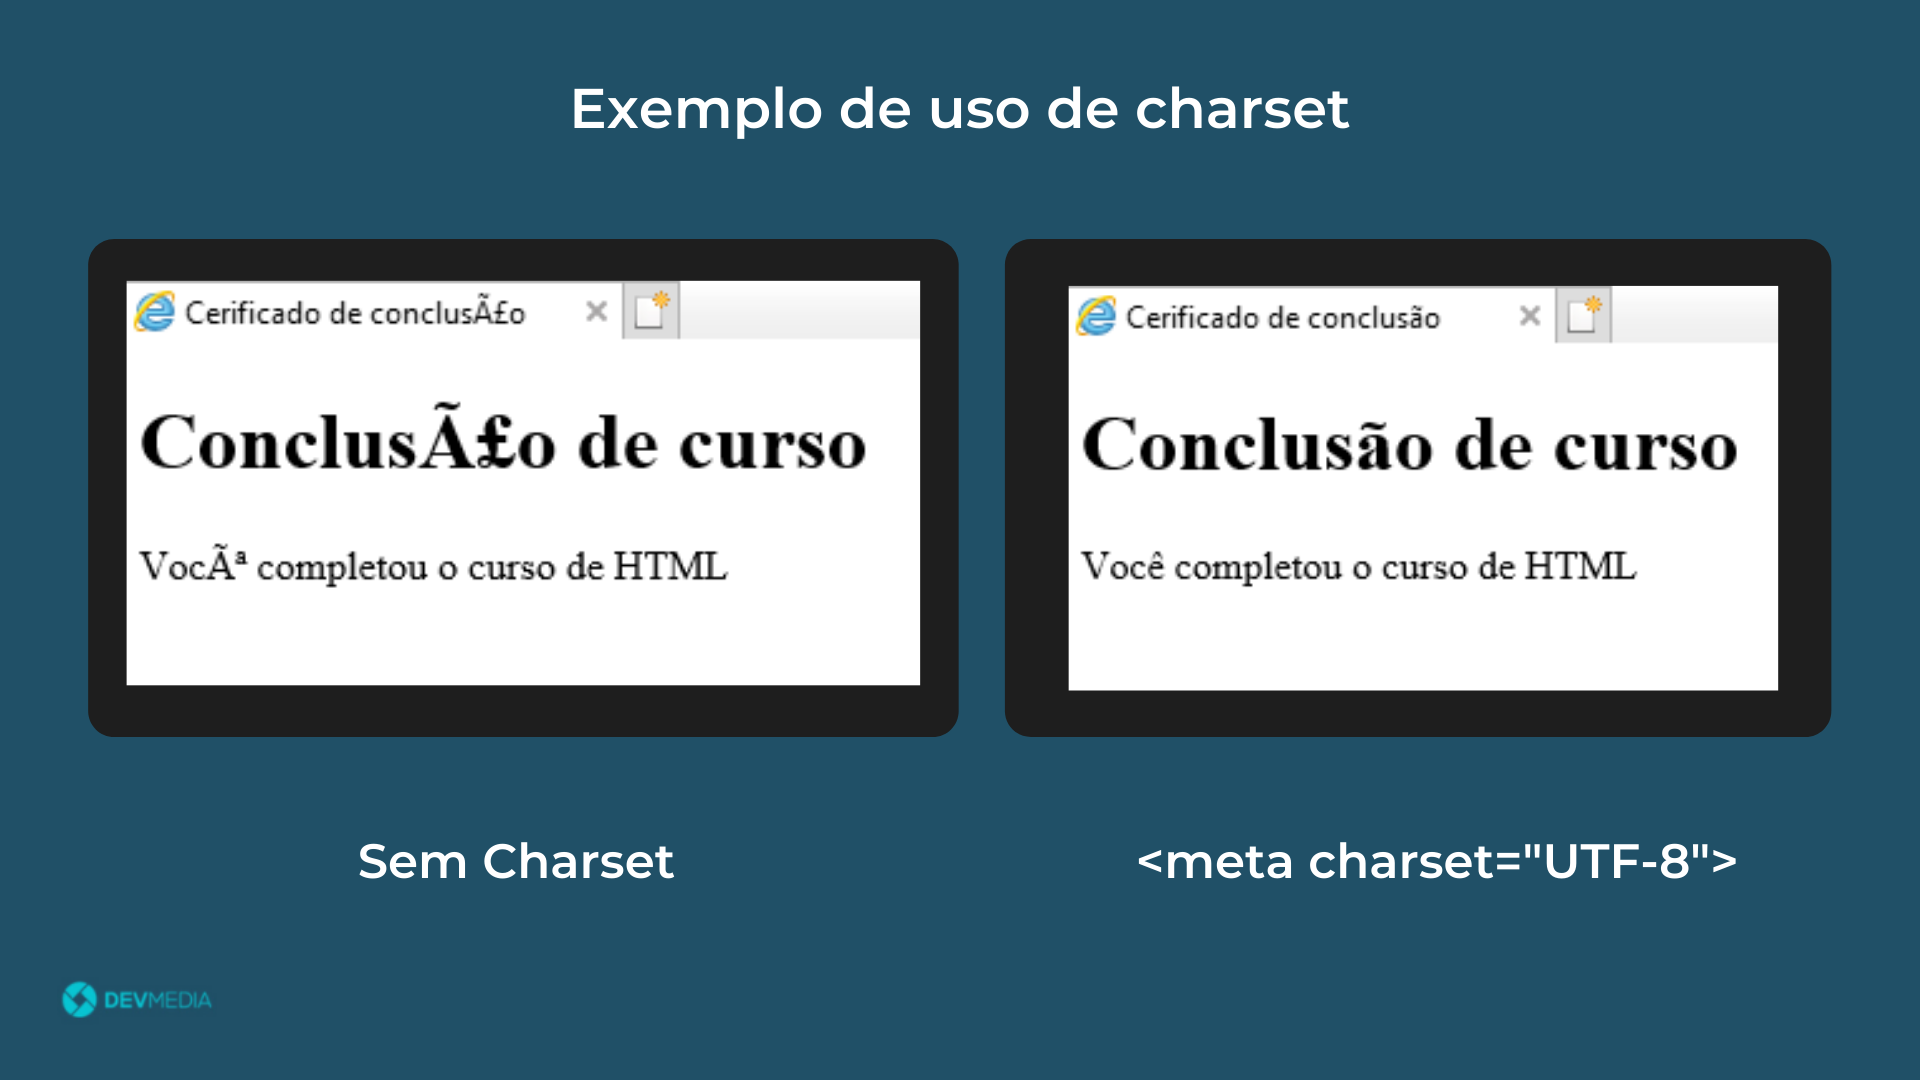 Exemplo de uso de charset
Cerificado de conclusÃ£o
ConclusÃ£o de curso
VocÃª completou o curso de HTML
Cerificado de conclusão
Conclusão de curso
Você completou o curso de HTML
Sem Charset
<meta charset="UTF-8">
DEVMEDIA